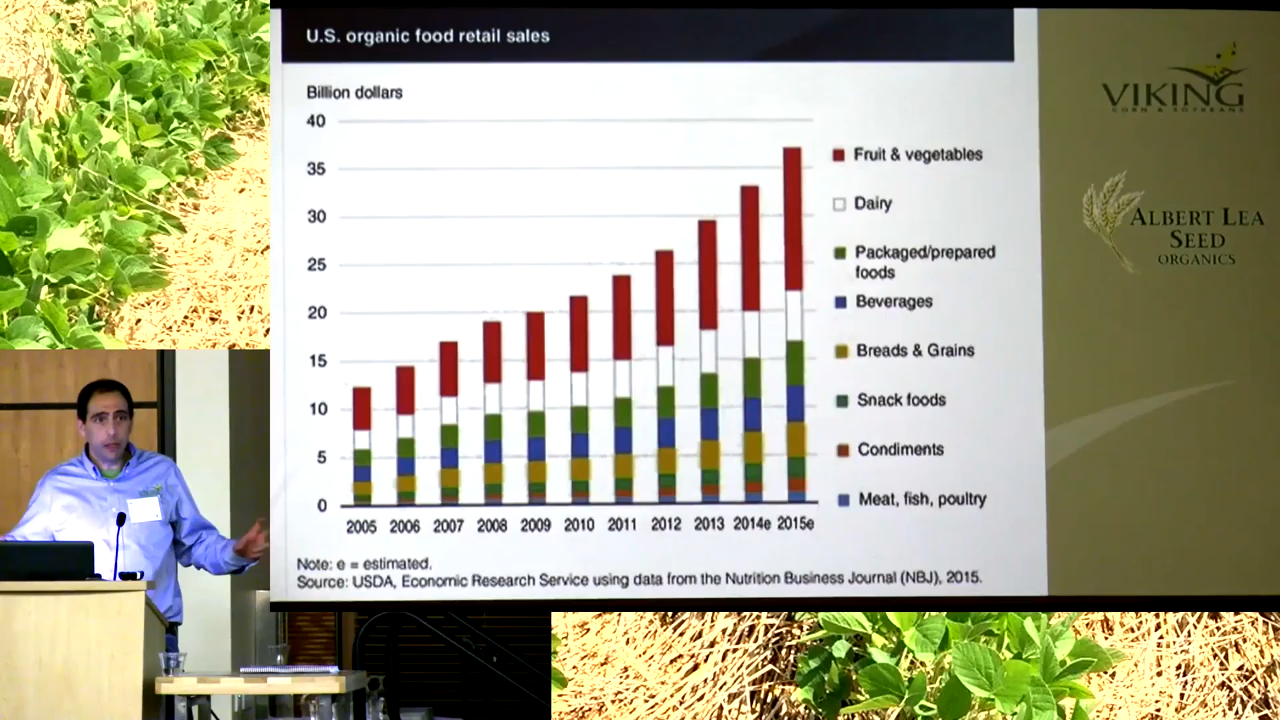 U.S. organic food retail sales
Billion dollars
40
35
30
25
20
15
10
5
0
2005 2006 2007 2008 2009 2010 2011 2012 2013 2014e 2015e
Fruit & vegetables
Dairy
Packaged/prepared
foods
Beverages
Breads & Grains
Snack foods
Condiments
Meat, fish, poultry
Note: e = estimated.
Source: USDA, Economic Research Service using data from the Nutrition Business Journal (NBJ), 2015.
VIKING
CORN & SOYBEANS
ALBERT LEA
SEED
ORGANICS